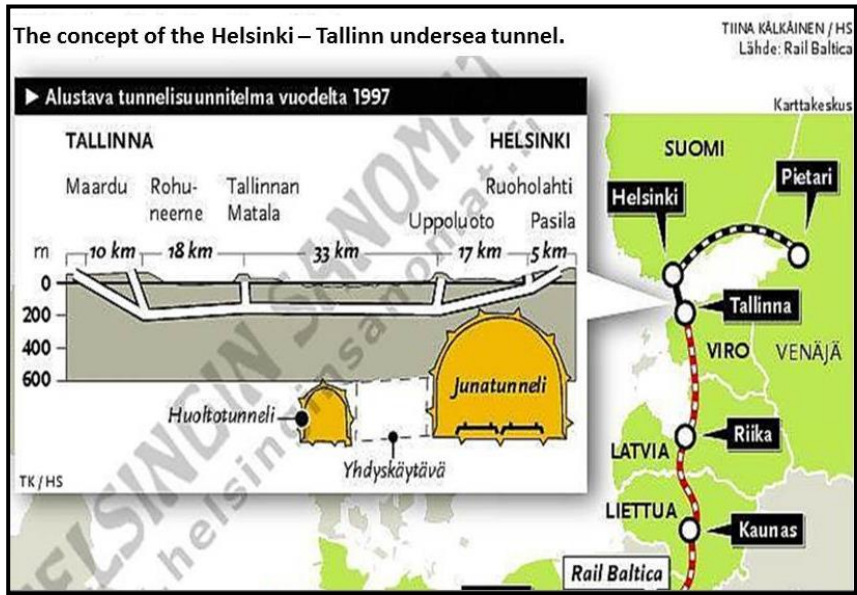 The concept of the Helsinki – Tallinn undersea tunnel.
TIINA KÄLKÄINEN / HS
Lähde: Rail Baltica
Karttakeskus
▶ Alustava tunnelisuunnitelma vuodelta 1997
TALLINNA HELSINKI
Maardu Rohu-
neeme Tallinnan
Matala Uppoluoto Ruoholahti
Pasila
m 10 km 18 km 33 km 17 km 5 km
0
200
400
600
Huoltotunneli
Junatunneli
Yhdyskäytävä
TK / HS
HELSINGIN SANOMAT
helsinginsanomat.fi
SUOMI
Pietari
Helsinki
Tallinna
VIRO
VENÄJÄ
Riika
LATVIA
LIETTUA
Kaunas
Rail Baltica